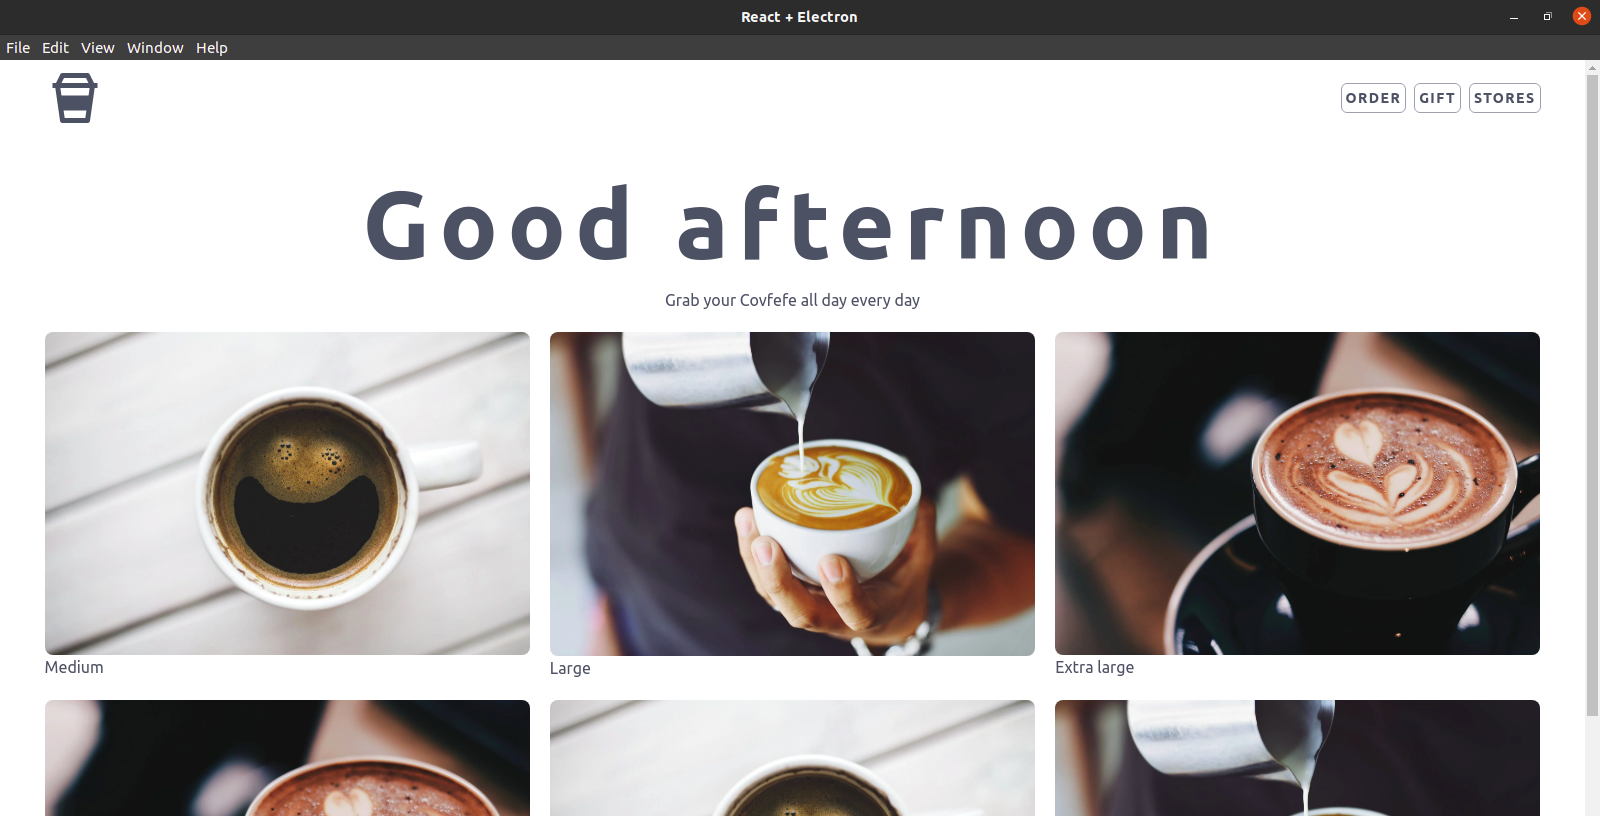 React + Electron
File Edit View Window Help
ORDER GIFT STORES
Good afternoon
Grab your Covfefe all day every day
Medium
Large
Extra large